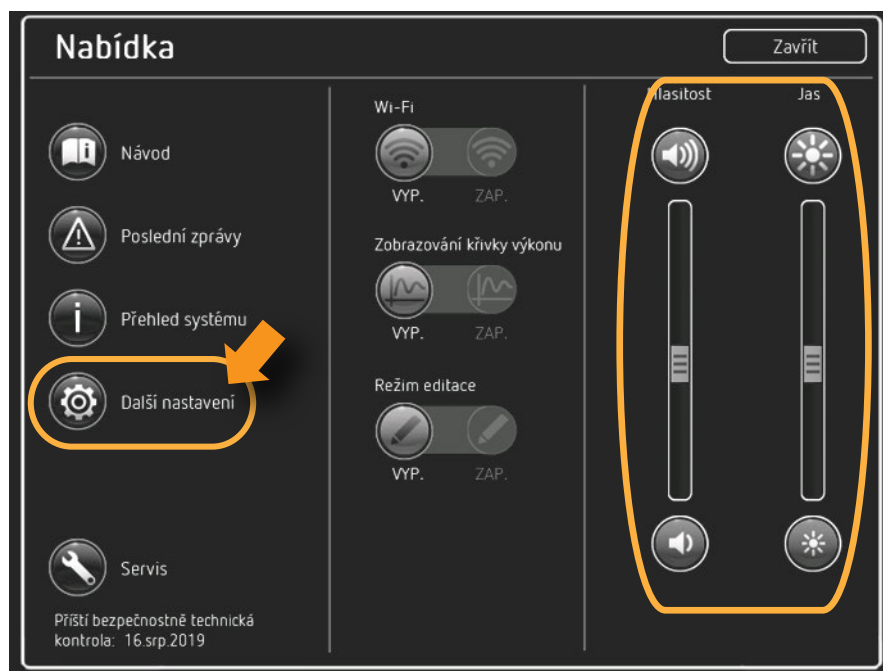 Nabídka
Zavřít
Návod
Poslední zprávy
Přehled systému
Další nastavení
Servis
Příští bezpečnostně technická
kontrola: 16.srp.2019
Wi-Fi
VYP. ZAP.
Zobrazování křivky výkonu
VYP. ZAP.
Režim editace
VYP. ZAP.
Hlasitost Jas